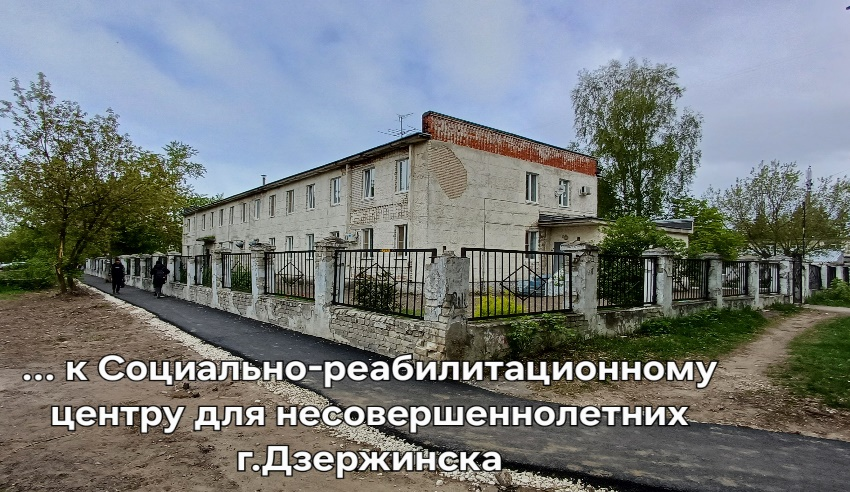 ... к Социально-реабилитационному
центру для несовершеннолетних
г.Дзержинска